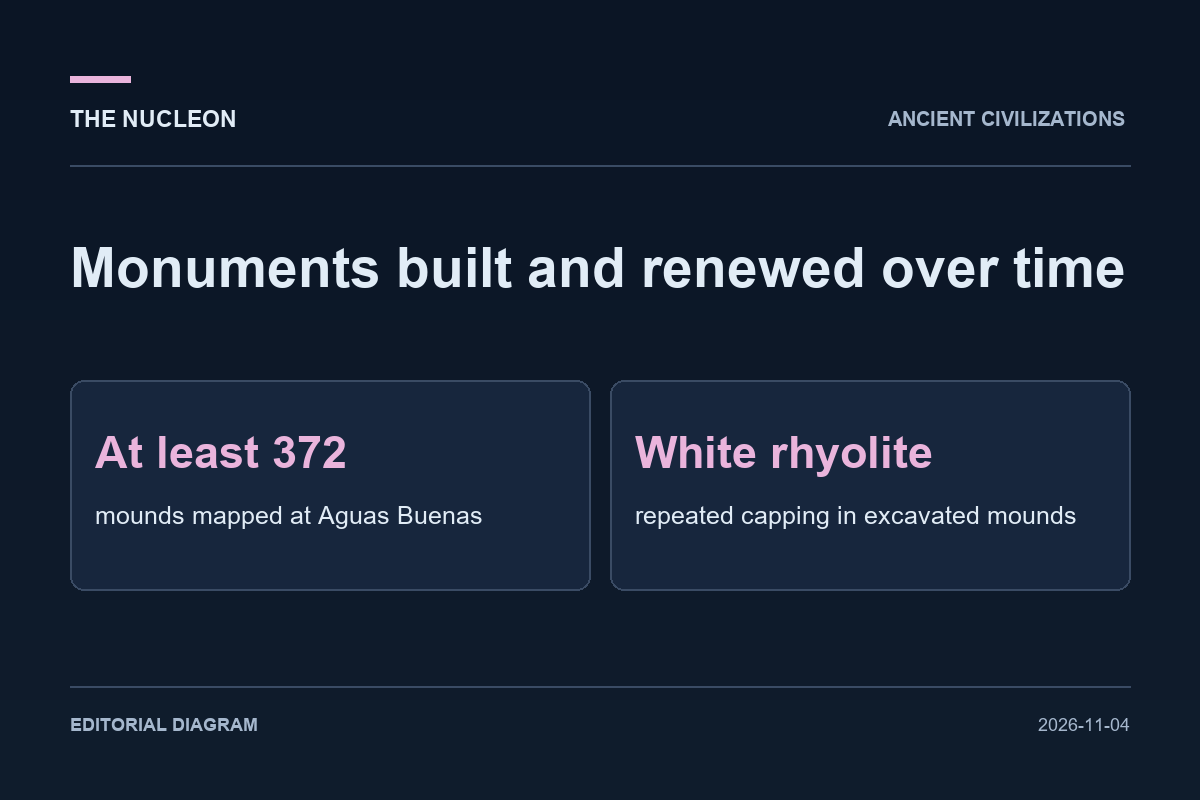 THE NUCLEON
ANCIENT CIVILIZATIONS
Monuments built and renewed over time
At least 372
mounds mapped at Aguas Buenas
White rhyolite
repeated capping in excavated mounds
EDITORIAL DIAGRAM
2026-11-04